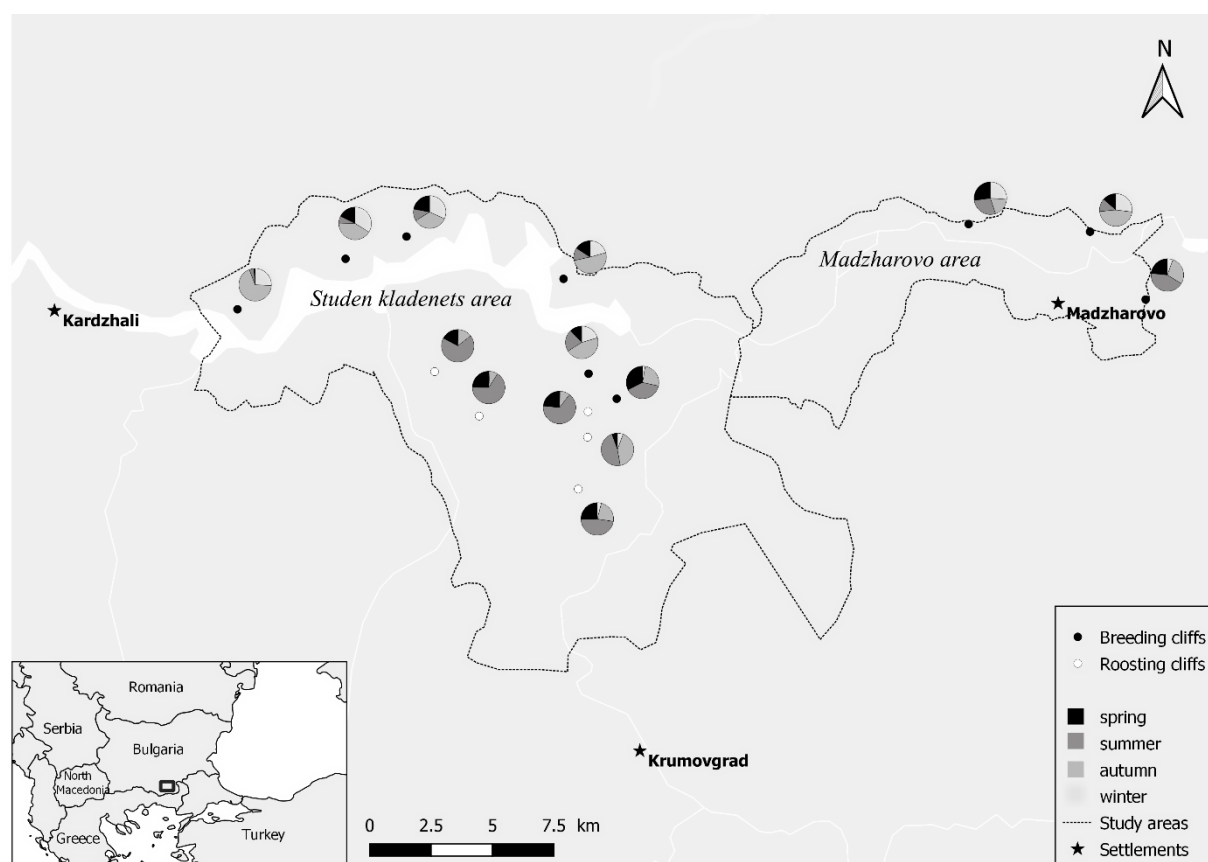 N
Madzharovo area
Studen kladenets area
Kardzhali
Madzharovo
Krumovgrad
Breeding cliffs
Roosting cliffs
spring
summer
autumn
winter
Study areas
Settlements
Romania
Serbia
Bulgaria
North
Macedonia
Greece
Turkey
0 2.5 5 7.5 km